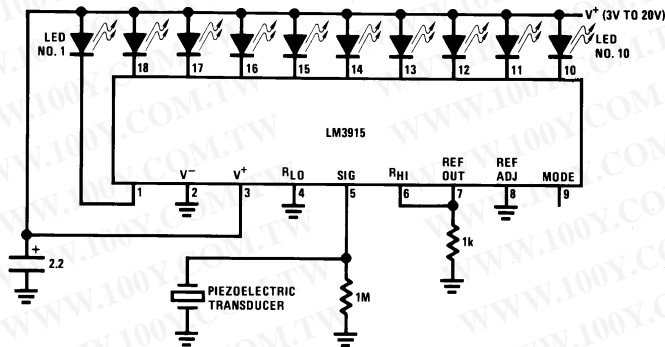 V+ (3V TO 20V)
LED
NO. 1
LED
NO. 10
18
17
16
15
14
13
12
11
10
LM3915
V−
V+
RLO
SIG
RHI
REF
OUT
REF
ADJ
MODE
1
2
3
4
5
6
7
8
9
+
2.2
1k
PIEZOELECTRIC
TRANSDUCER
1M
WWW.100Y.COM.TW